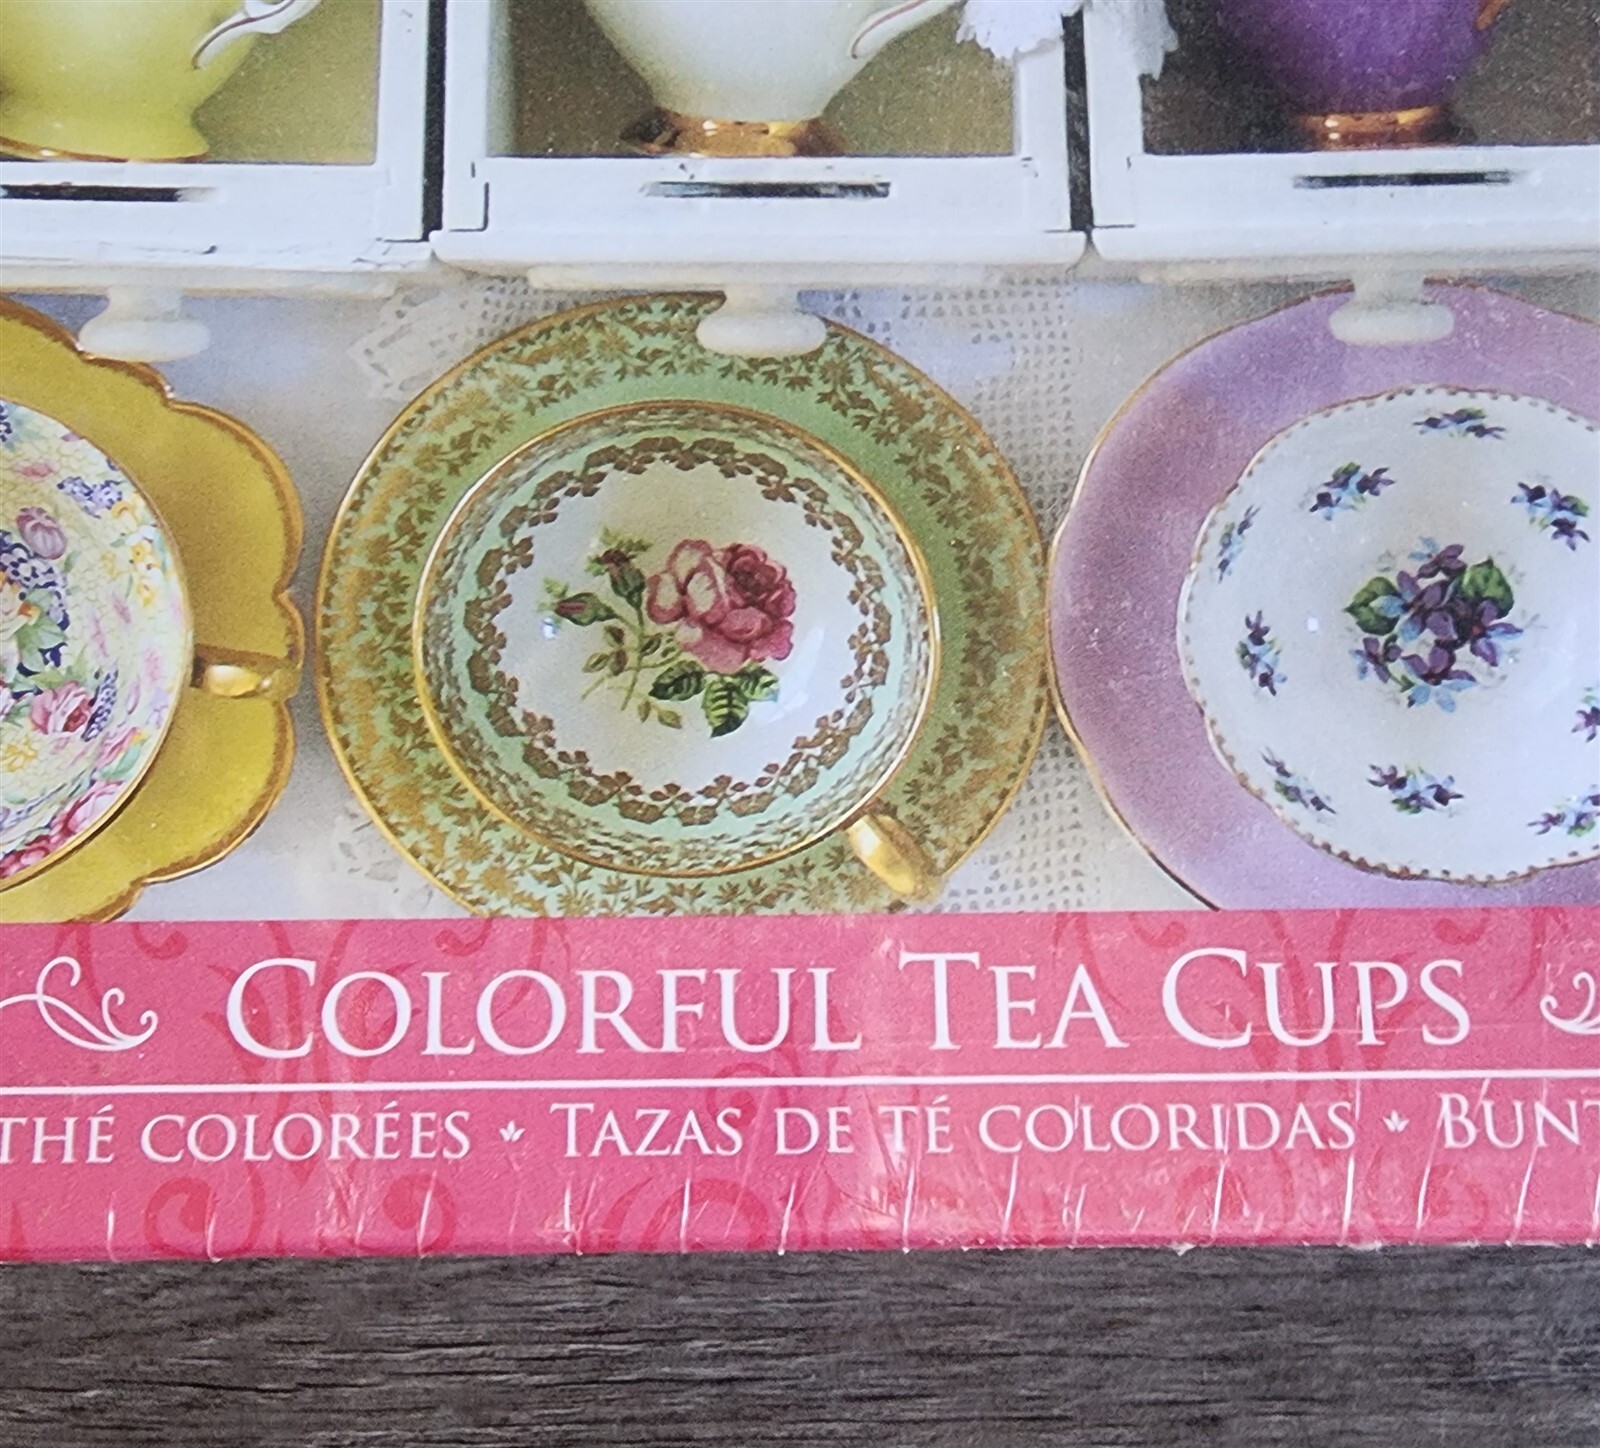 COLORFUL TEA CUPS
THÉ COLORÉES • TAZAS DE TÉ COLORIDAS • BUNT